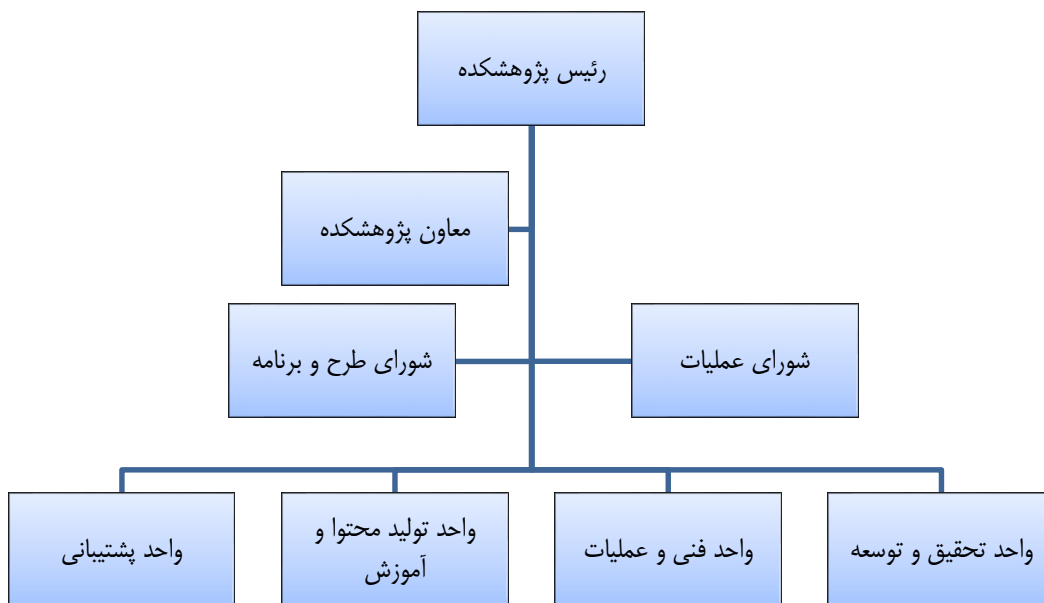 رئیس پژوهشکده
معاون پژوهشکده
شورای عملیات
شورای طرح و برنامه
واحد تحقیق و توسعه
واحد فنی و عملیات
واحد تولید محتوا و
آموزش
واحد پشتیبانی